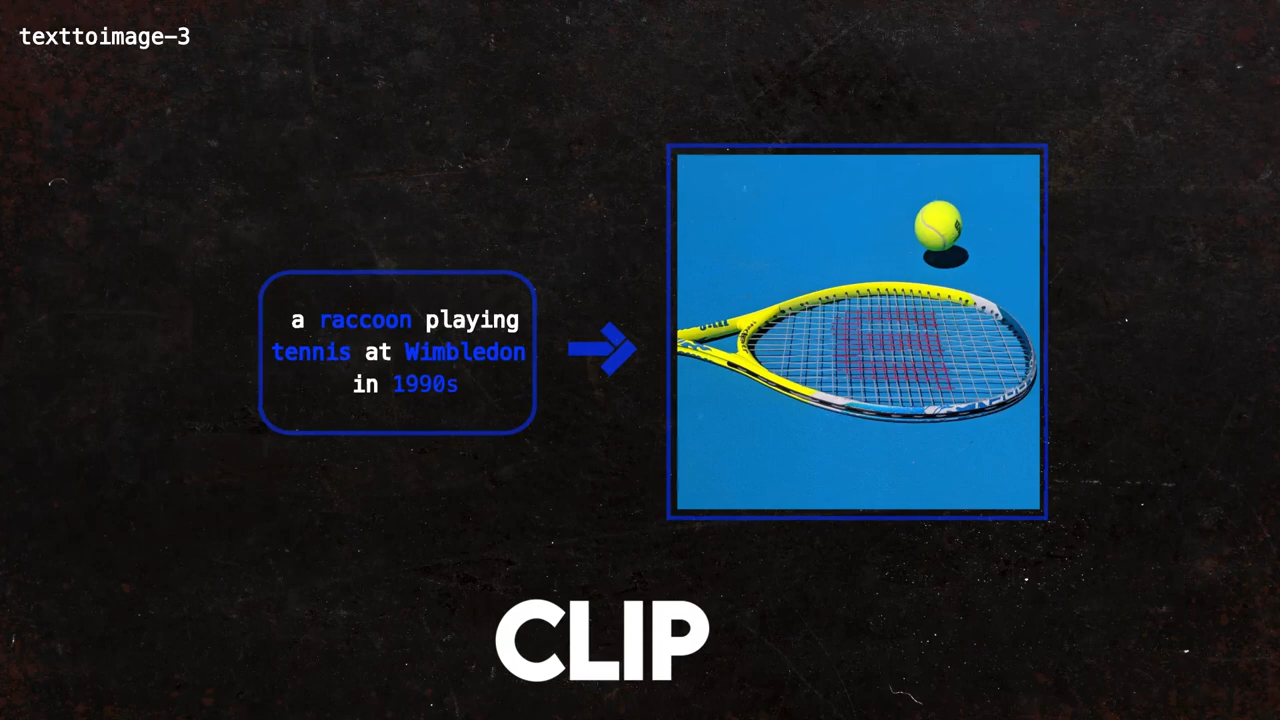 texttoimage-3
a raccoon playing
tennis at Wimbledon
in 1990s
CLIP